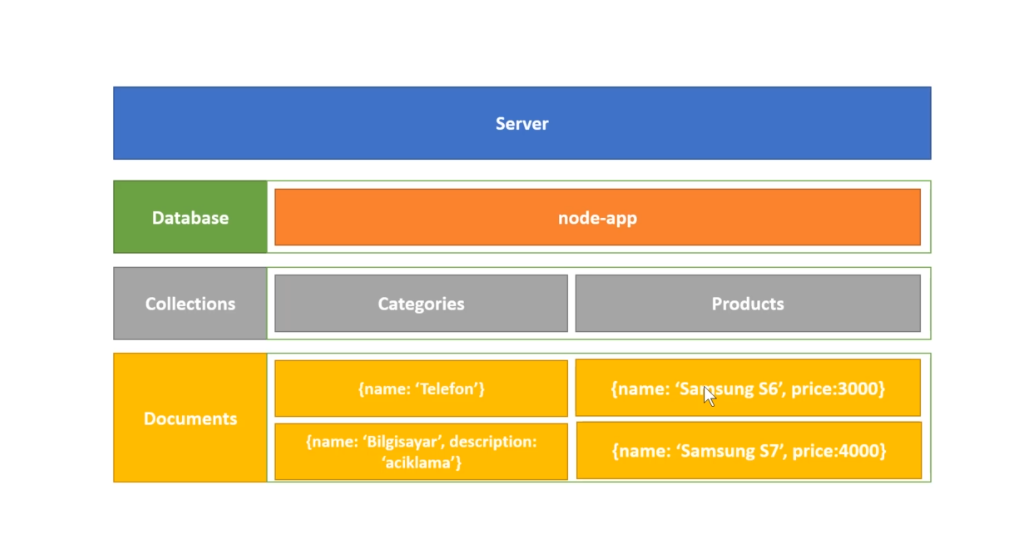 Server
Database
node-app
Collections
Categories
Products
Documents
{name: ‘Telefon’}
{name: ‘Samsung S6’, price:3000}
{name: ‘Bilgisayar’, description:
‘aciklama’}
{name: ‘Samsung S7’, price:4000}